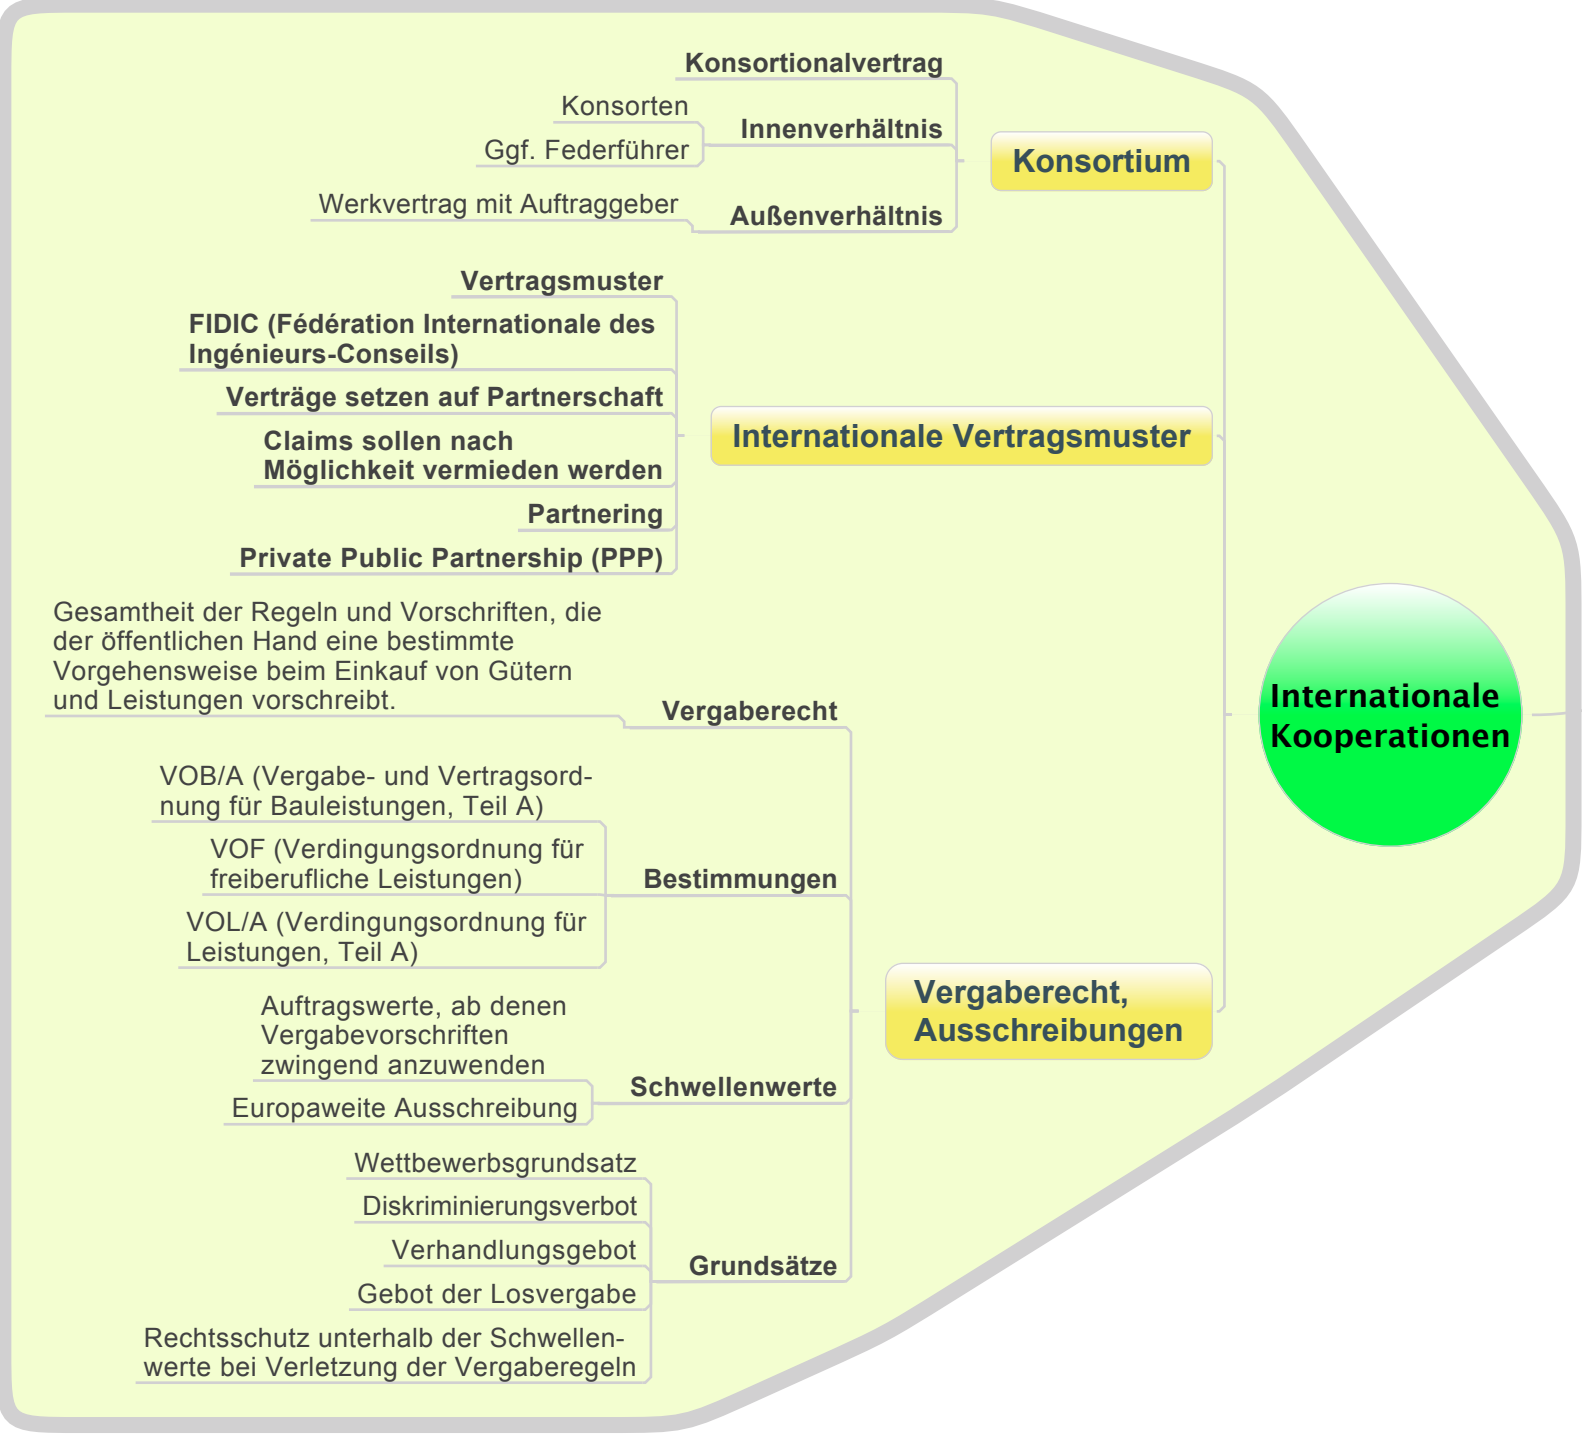 Konsortionalvertrag
Konsorten
Ggf. Federführer
Innenverhältnis
Werkvertrag mit Auftraggeber
Außenverhältnis
Konsortium
Vertragsmuster
FIDIC (Fédération Internationale des
Ingénieurs-Conseils)
Verträge setzen auf Partnerschaft
Claims sollen nach
Möglichkeit vermieden werden
Partnering
Private Public Partnership (PPP)
Internationale Vertragsmuster
Gesamtheit der Regeln und Vorschriften, die
der öffentlichen Hand eine bestimmte
Vorgehensweise beim Einkauf von Gütern
und Leistungen vorschreibt.
Vergaberecht
VOB/A (Vergabe- und Vertragsord-
nung für Bauleistungen, Teil A)
VOF (Verdingungsordnung für
freiberufliche Leistungen)
VOL/A (Verdingungsordnung für
Leistungen, Teil A)
Bestimmungen
Auftragswerte, ab denen
Vergabevorschriften
zwingend anzuwenden
Europaweite Ausschreibung
Schwellenwerte
Wettbewerbsgrundsatz
Diskriminierungsverbot
Verhandlungsgebot
Gebot der Losvergabe
Rechtsschutz unterhalb der Schwellen-
werte bei Verletzung der Vergaberegeln
Grundsätze
Vergaberecht,
Ausschreibungen
Internationale
Kooperationen